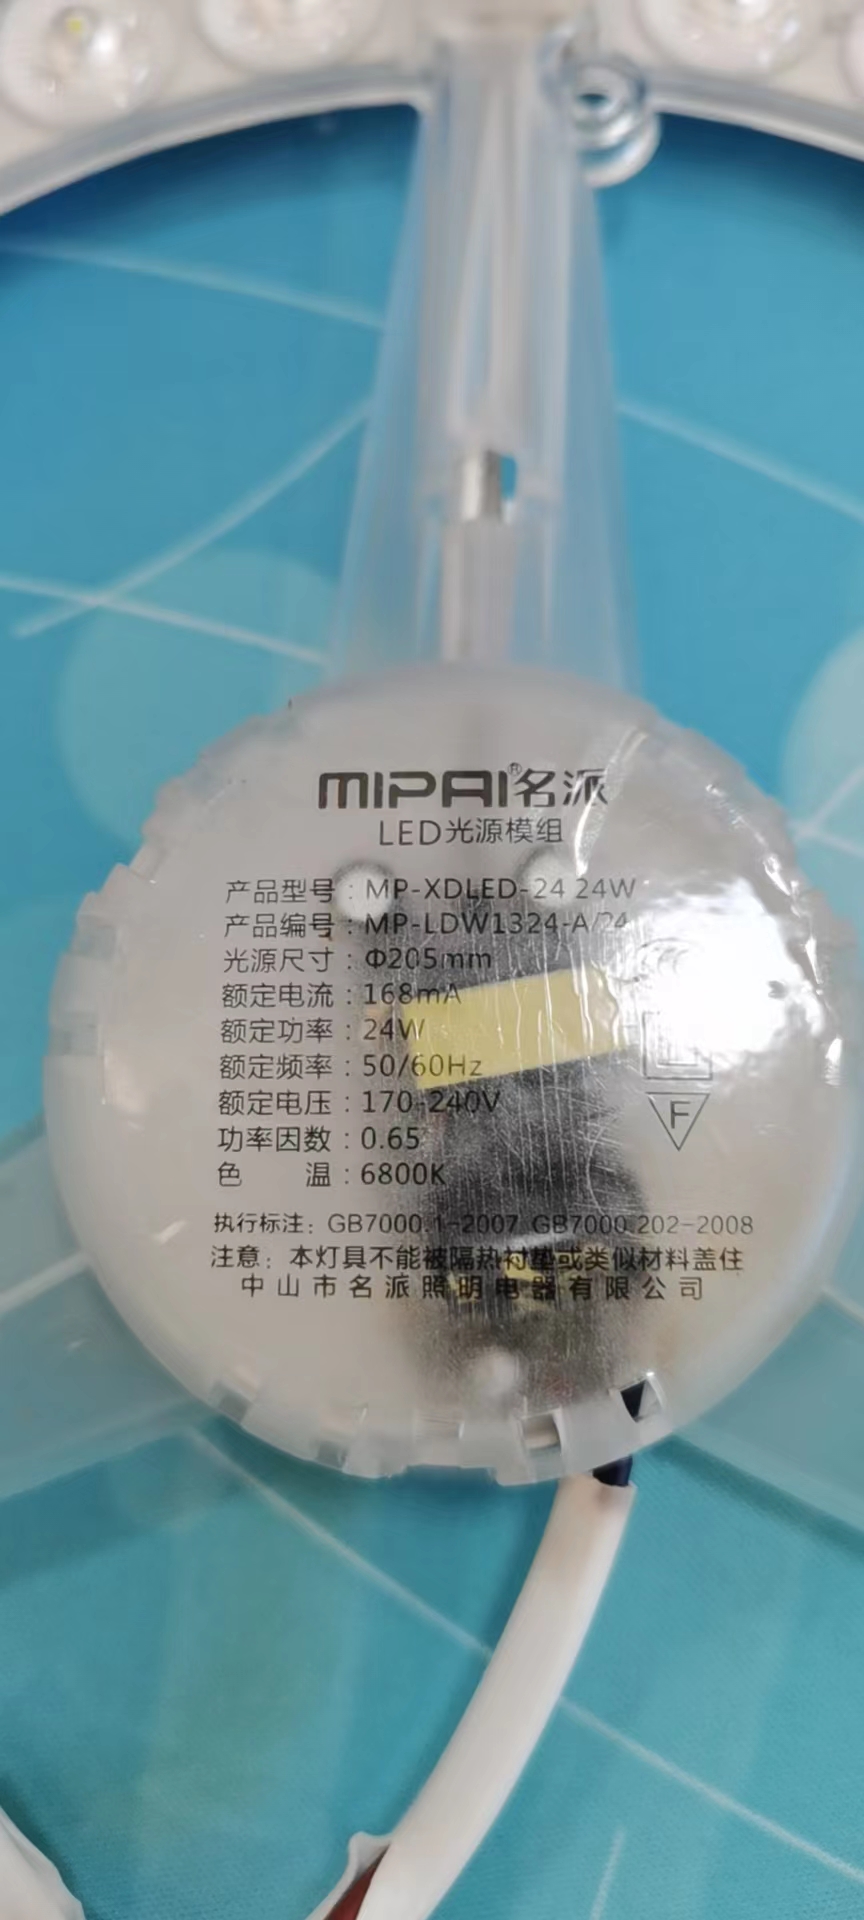 MIPAI®名派
LED光源模组
产品型号：MP-XDLED-24 24W
产品编号：MP-LDW1324-A/24
光源尺寸：Φ205mm
额定电流：168mA
额定功率：24W
额定频率：50/60Hz
额定电压：170-240V
功率因数：0.65
色　　温：6800K
F
执行标注：GB7000.1-2007 GB7000.202-2008
注意：本灯具不能被隔热衬垫或类似材料盖住
中山市名派照明电器有限公司